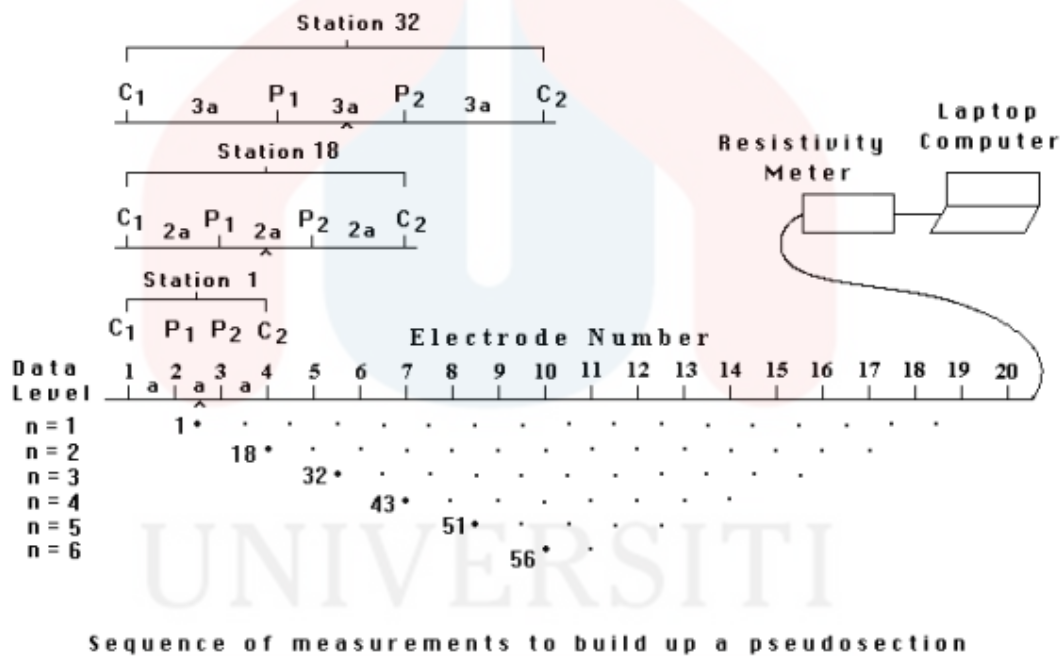 Station 32
C1 3a P1 3a P2 3a C2
Station 18
C1 2a P1 2a P2 2a C2
Station 1
C1 P1 P2 C2
Resistivity Meter
Laptop Computer
Electrode Number
Data Level
1 2 3 4 5 6 7 8 9 10 11 12 13 14 15 16 17 18 19 20
a a a
n = 1 1
n = 2 18
n = 3 32
n = 4 43
n = 5 51
n = 6 56
UNIVERSITI
Sequence of measurements to build up a pseudosection